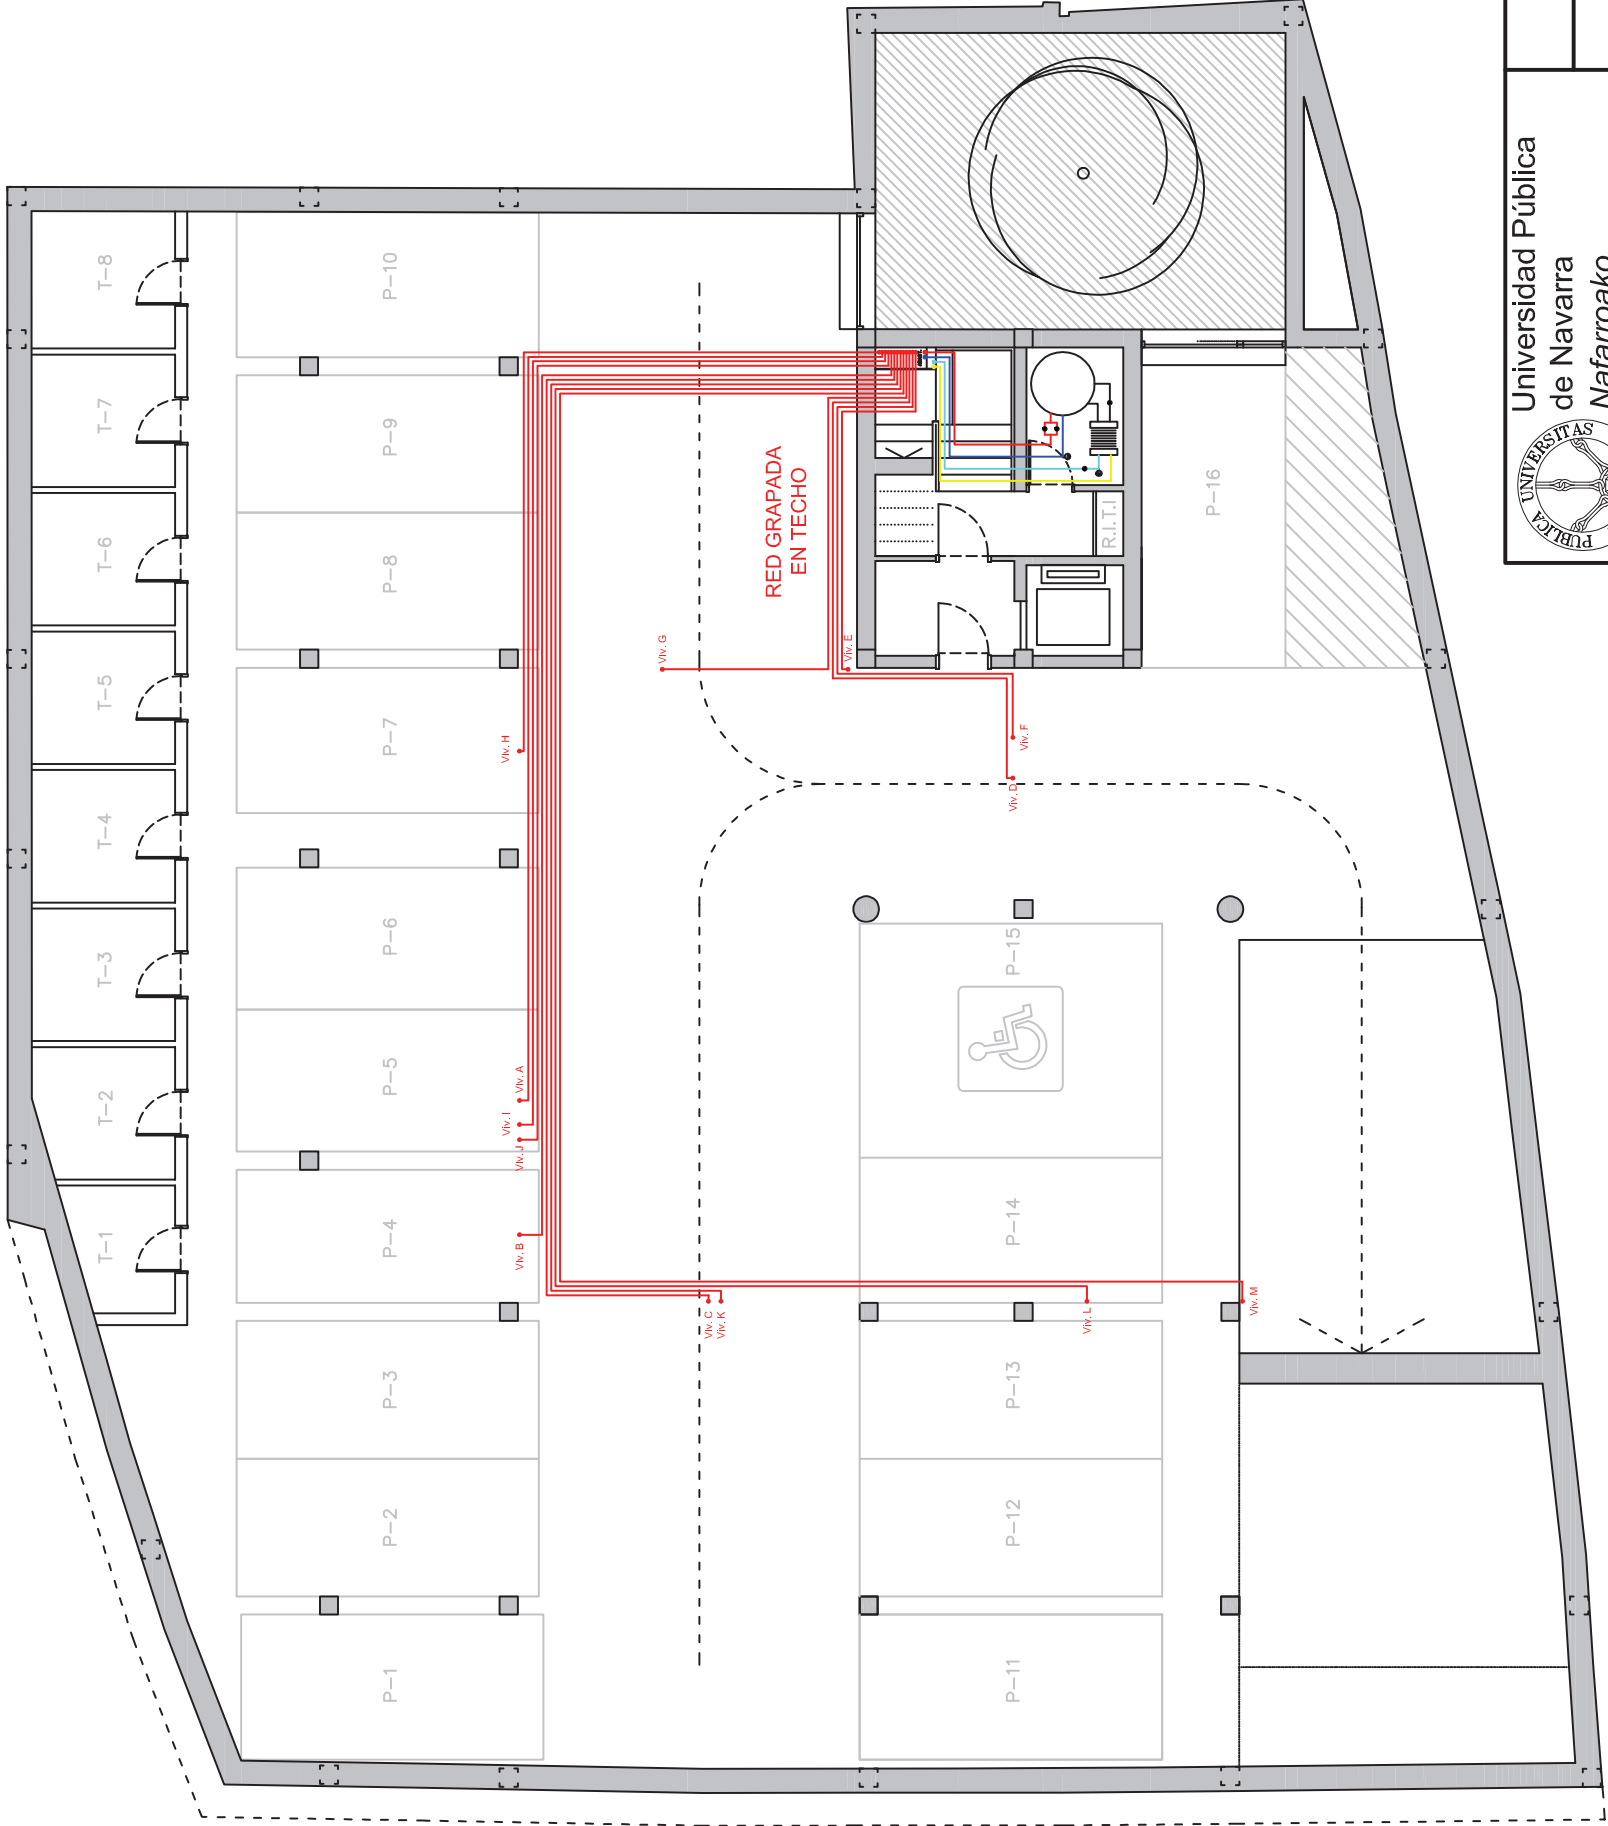 Universidad Pública
de Navarra
Nafarroako
UNIVERSITAS
PUBLICA
T-8
T-7
T-6
T-5
T-4
T-3
T-2
T-1
P-10
P-9
P-8
P-7
P-6
P-5
P-4
P-3
P-2
P-1
RED GRAPADA
EN TECHO
R.I.T.I
P-16
P-15
P-14
P-13
P-12
P-11
Viv. G
Viv. E
Viv. H
Viv. F
Viv. D
Viv. A
Viv. I
Viv. J
Viv. B
Viv. C
Viv. K
Viv. L
Viv. M